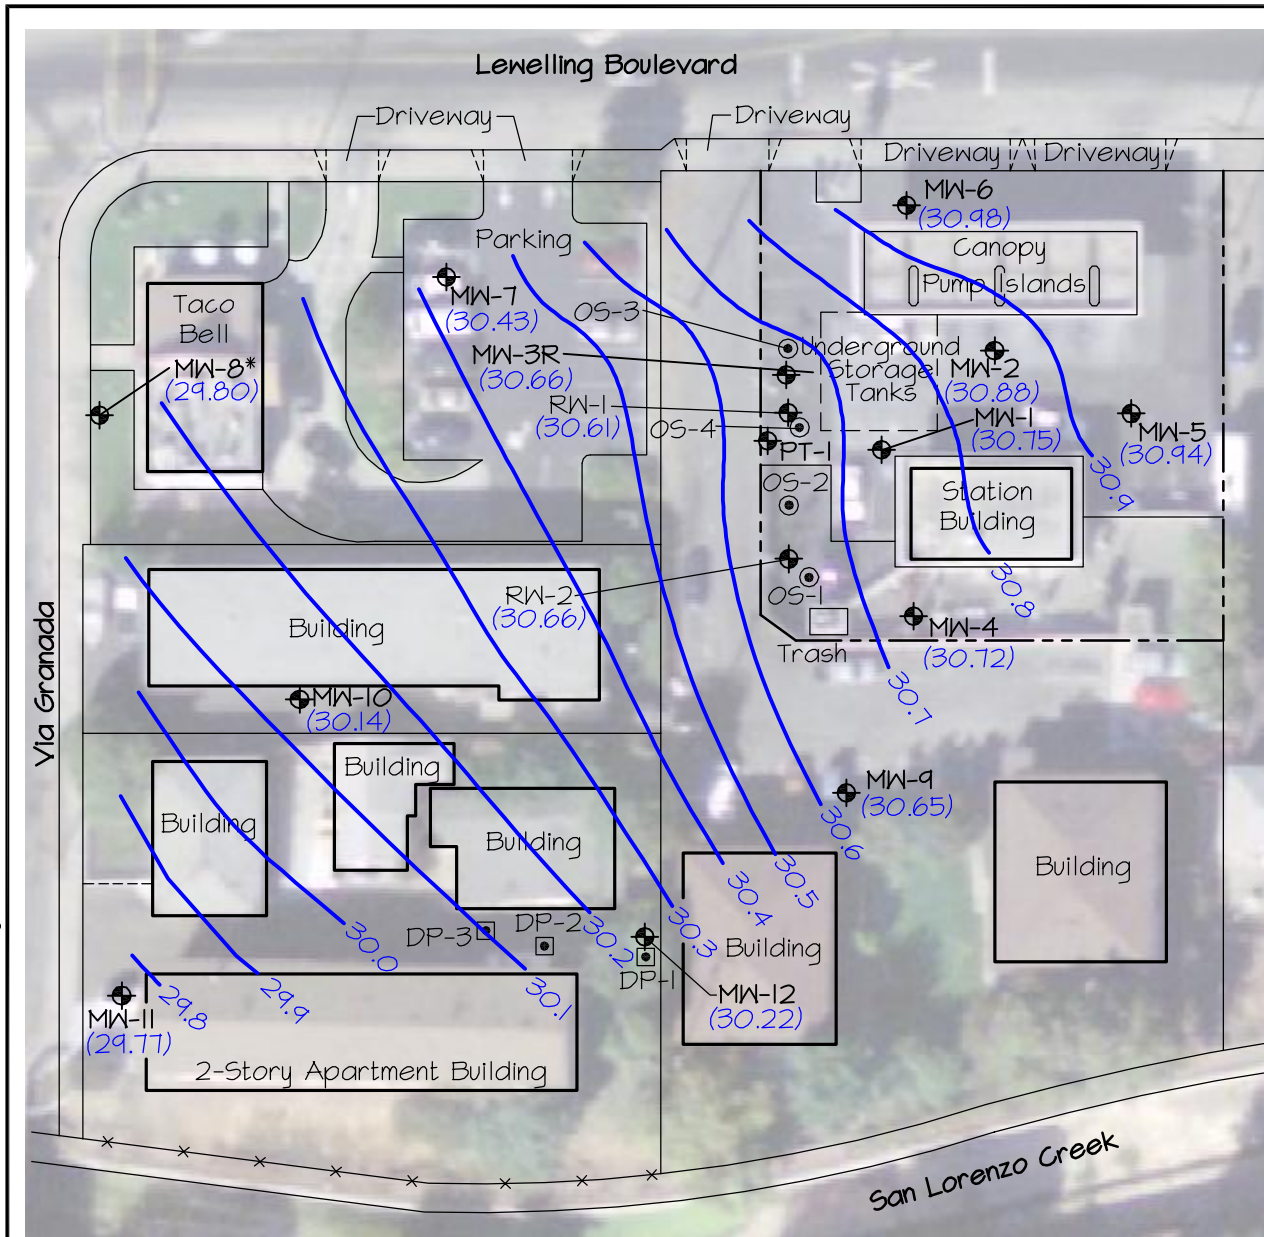 Lewelling Boulevard
Driveway
Driveway
Driveway
Driveway
MW-6
(30.98)
Parking
Canopy
Pump Islands
MW-7
(30.43)
Taco
Bell
OS-3
MW-3R
(30.66)
Underground
Storage
Tanks
MW-2
(30.88)
MW-8*
(29.80)
RW-1
(30.61)
OS-4
PT-1
MW-1
(30.75)
MW-5
(30.94)
30.9
OS-2
Station
Building
RW-2
(30.66)
OS-1
30.8
Building
MW-4
(30.72)
Trash
30.7
Via Granada
MW-10
(30.14)
Building
MW-9
(30.65)
Building
Building
30.6
30.5
30.4
Building
30.0
DP-3
DP-2
30.2
30.3
Building
DP-1
30.1
29.9
29.8
MW-12
(30.22)
MW-11
(29.77)
2-Story Apartment Building
San Lorenzo Creek